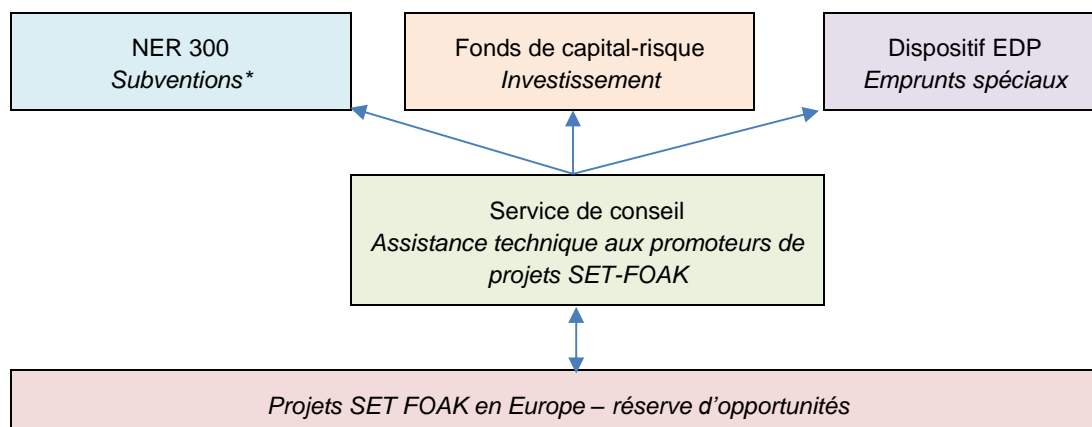 NER 300
Subventions*
Fonds de capital-risque
Investissement
Dispositif EDP
Emprunts spéciaux
Service de conseil
Assistance technique aux promoteurs de
projets SET-FOAK
Projets SET FOAK en Europe – réserve d’opportunités